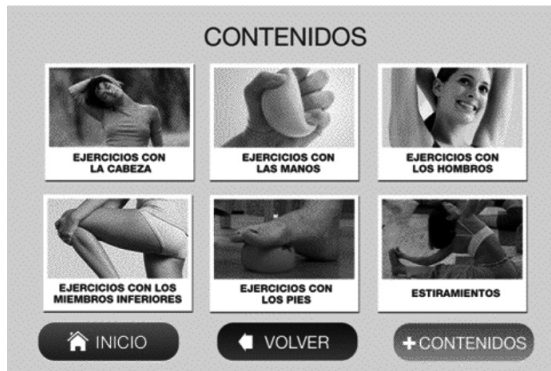 CONTENIDOS
EJERCICIOS CON
LA CABEZA
EJERCICIOS CON
LAS MANOS
EJERCICIOS CON
LOS HOMBROS
EJERCICIOS CON LOS
MIEMBROS INFERIORES
EJERCICIOS CON
LOS PIES
ESTIRAMIENTOS
INICIO
VOLVER
+CONTENIDOS